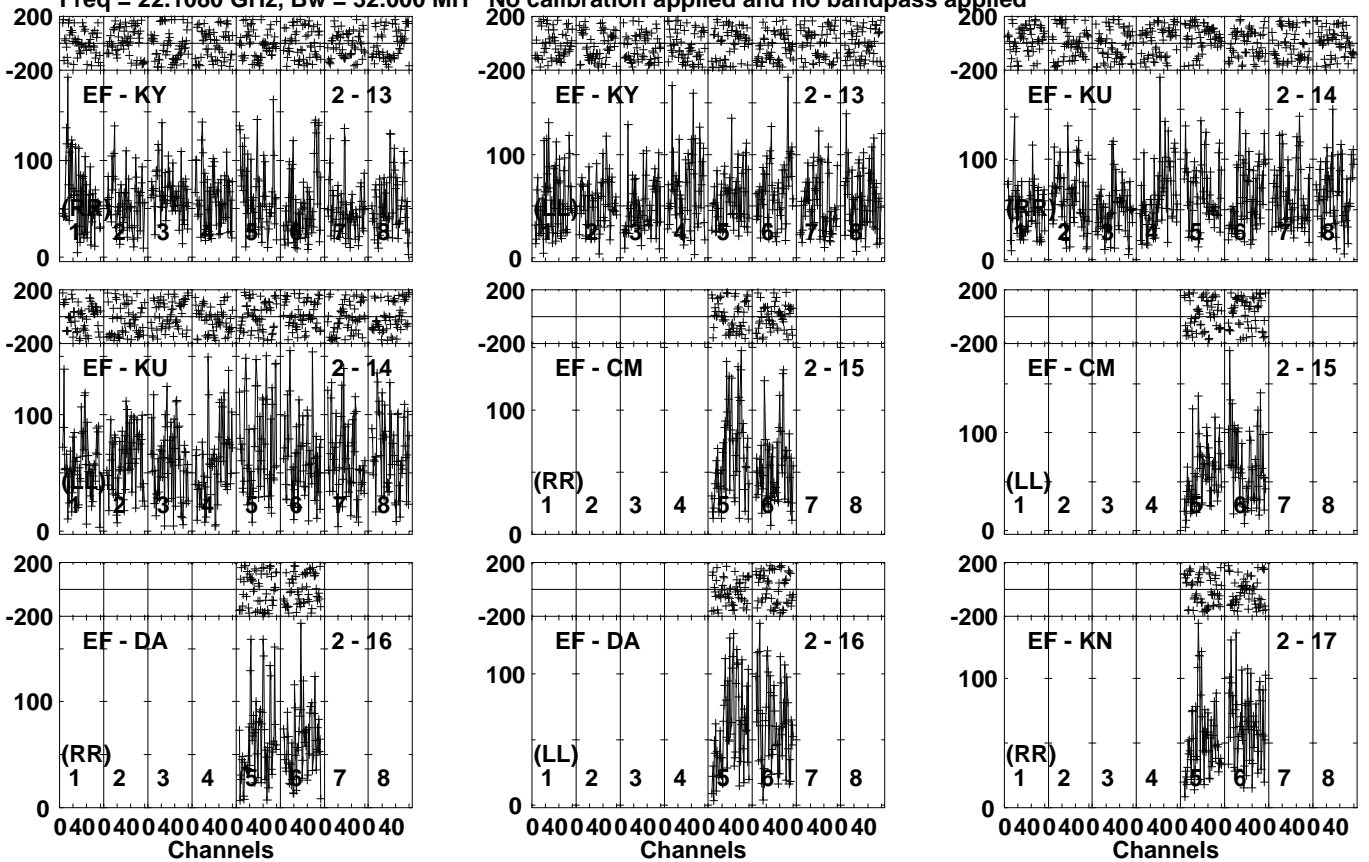 Freq = 22.1080 GHz, Bw = 32.000 MH No calibration applied and no bandpass applied
200 200 200
-200 -200 -200
EF - KY 2 - 13 EF - KY 2 - 13 EF - KU 2 - 14
100 100 100
(RR) (LL) (RR)
1 2 3 4 5 6 7 8 1 2 3 4 5 6 7 8 1 2 3 4 5 6 7 8
0 0 0
200 200 200
-200 -200 -200
EF - KU 2 - 14 EF - CM 2 - 15 EF - CM 2 - 15
100 100 100
(LL) (RR) (LL)
1 2 3 4 5 6 7 8 1 2 3 4 5 6 7 8 1 2 3 4 5 6 7 8
0 0 0
200 200 200
-200 -200 -200
EF - DA 2 - 16 EF - DA 2 - 16 EF - KN 2 - 17
100 100 100
(RR) (LL) (RR)
1 2 3 4 5 6 7 8 1 2 3 4 5 6 7 8 1 2 3 4 5 6 7 8
0 0 0
0 40 0 40 0 40 0 40 0 40 0 40 0 40 0 40 0 40 0 40 0 40 0 40 0 40 0 40 0 40 0 40 0 40 0 40 0 40 0 40 0 40 0 40 0 40 0 40
Channels Channels Channels